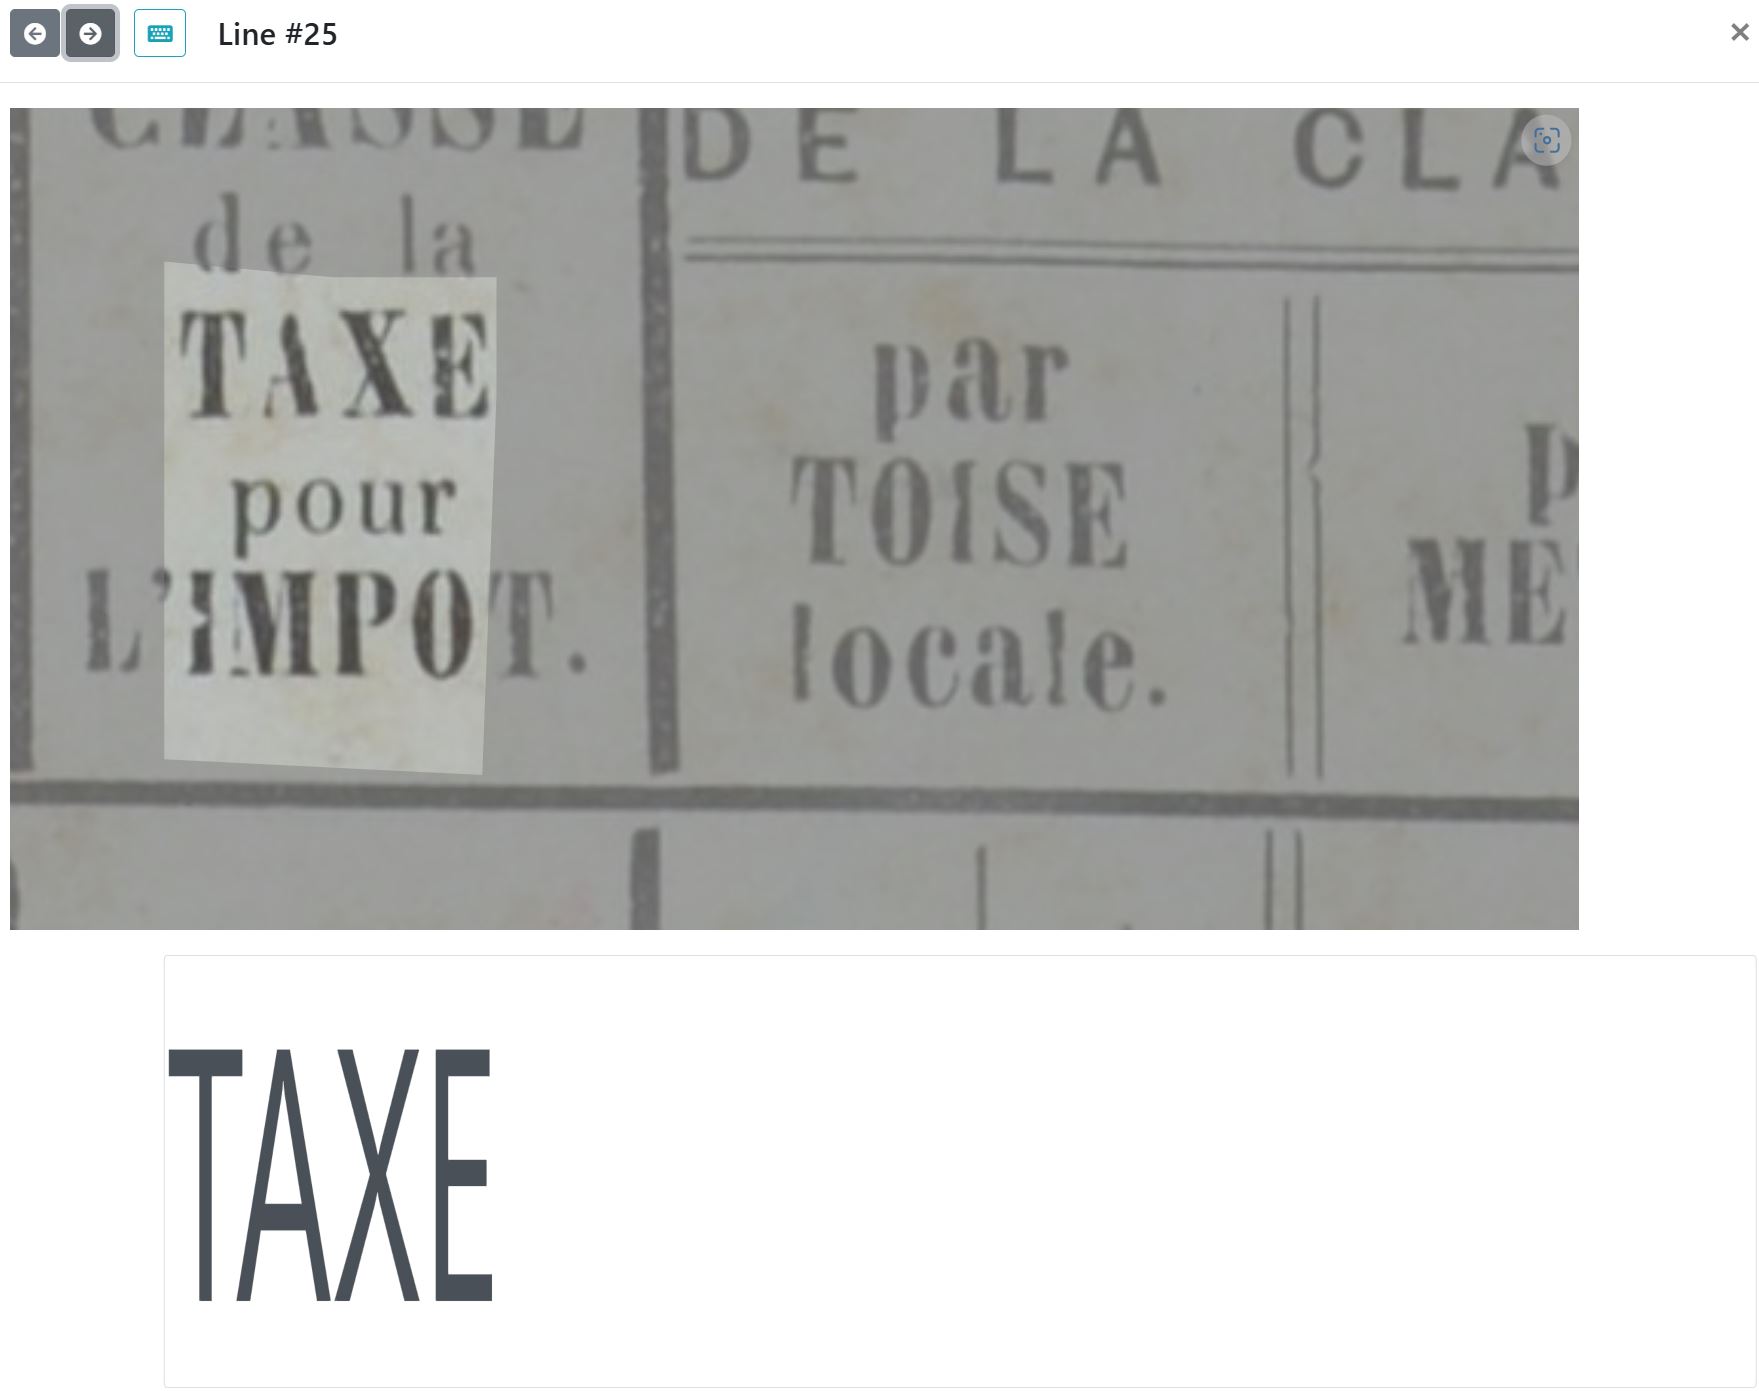 Line #25
CLASSE
de la
TAXE
pour
L'IMPOT.
DE LA CLA
par
TOISE
locale.
p
ME
TAXE